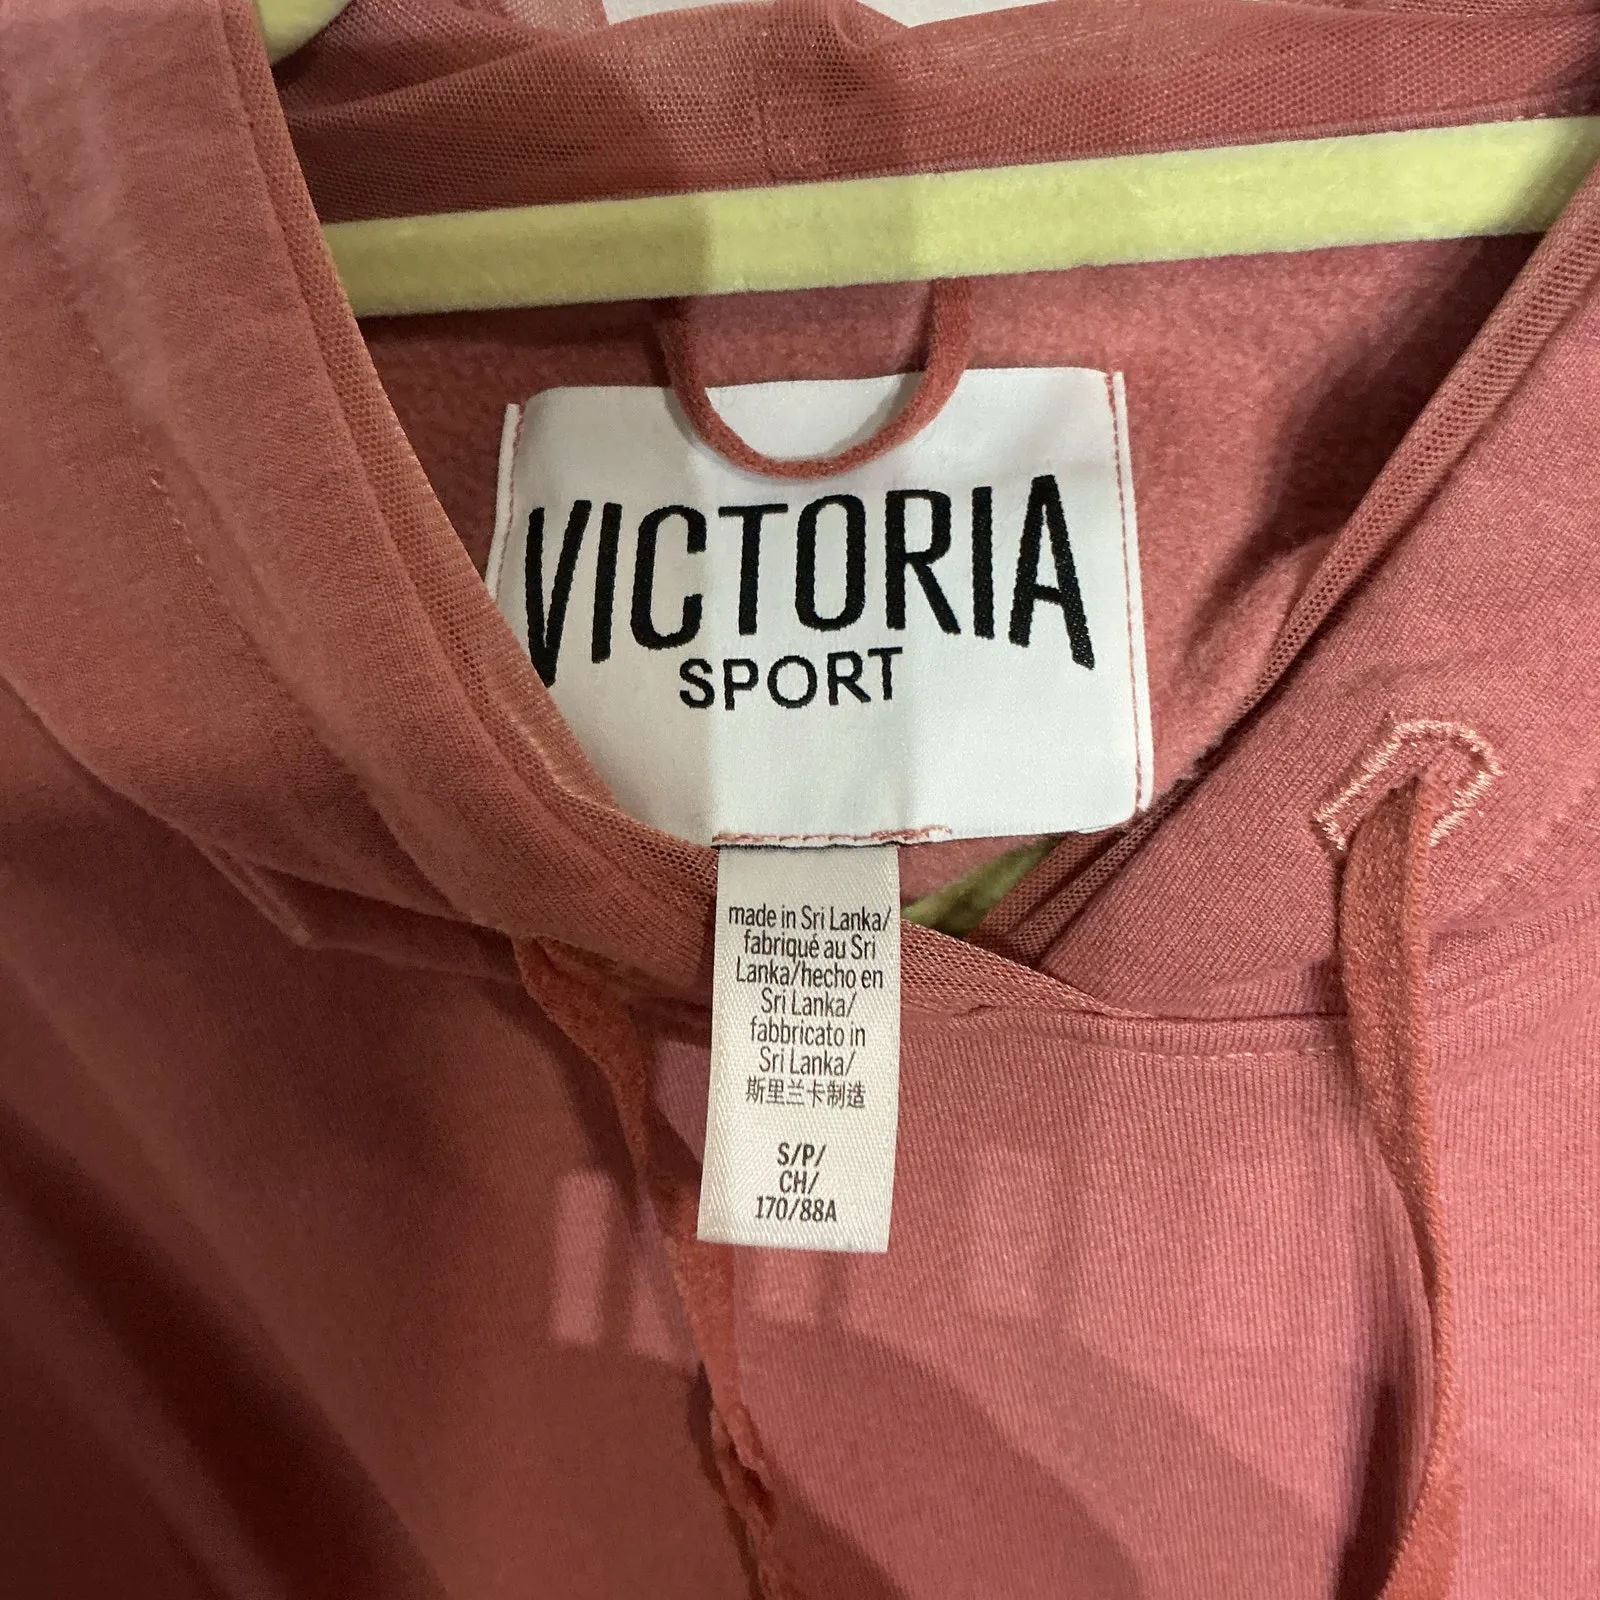 VICTORIA
SPORT
made in Sri Lanka/
fabriqué au Sri
Lanka/hecho en
Sri Lanka/
fabbricato in
Sri Lanka/
斯里兰卡制造
S/P/
CH/
170/88A